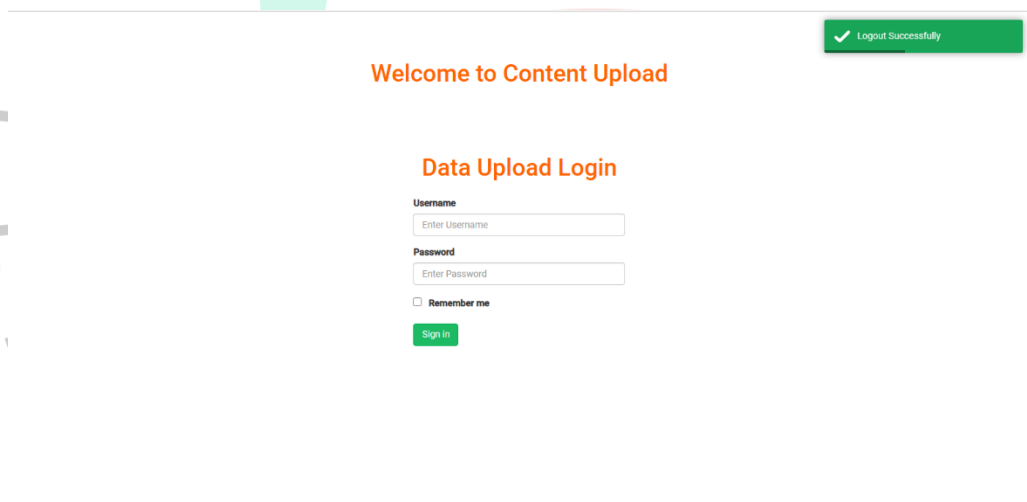 Logout Successfully
Welcome to Content Upload
Data Upload Login
Username
Enter Username
Password
Enter Password
Remember me
Sign in